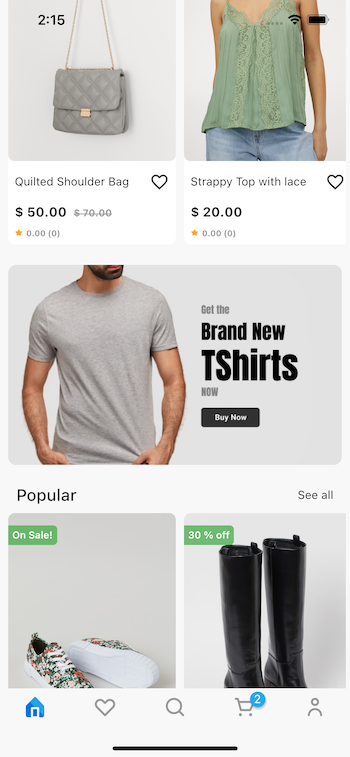 2:15
Quilted Shoulder Bag
Strappy Top with lace
$ 50.00 $ 70.00
$ 20.00
0.00 (0)
0.00 (0)
Get the
Brand New
TShirts
NOW
Buy Now
Popular
See all
On Sale!
30 % off
2